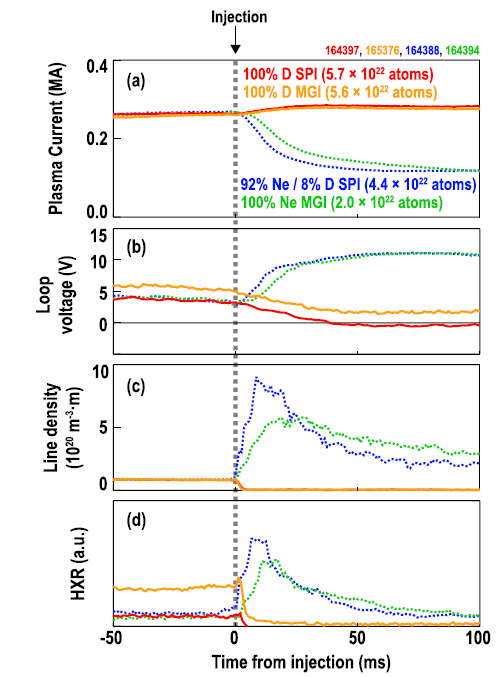 Injection
164397, 165376, 164388, 164394
0.4
(a)
100% D SPI (5.7 × 10²² atoms)
100% D MGI (5.6 × 10²² atoms)
Plasma Current (MA)
0.2
92% Ne / 8% D SPI (4.4 × 10²² atoms)
100% Ne MGI (2.0 × 10²² atoms)
0.0
15
(b)
10
Loop
voltage (V)
5
0
10
(c)
Line density
(10²⁰ m⁻³·m)
5
0
(d)
HXR (a.u.)
-50
0
50
100
Time from injection (ms)